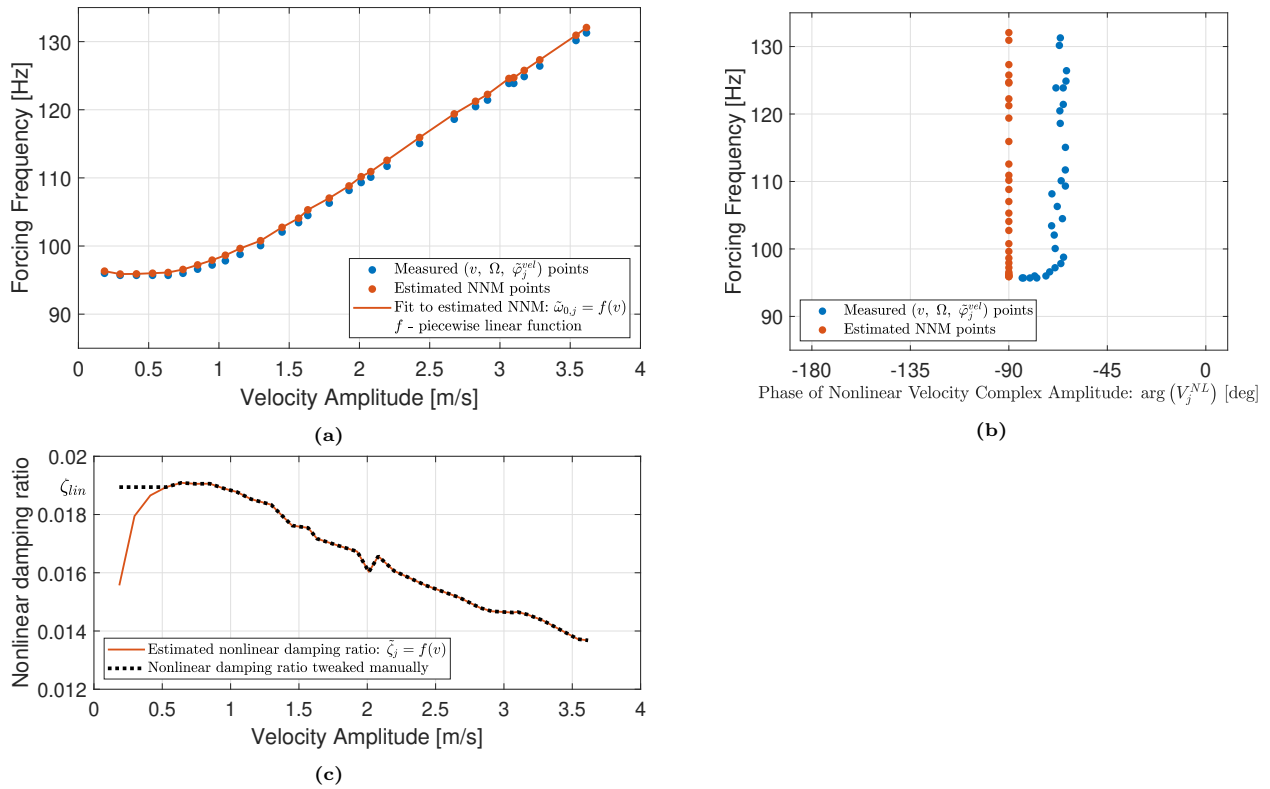 130
120
110
100
90
Forcing Frequency [Hz]
0
0.5
1
1.5
2
2.5
3
3.5
4
Velocity Amplitude [m/s]
Measured (v, Ω, φ̃_j^{vel}) points
Estimated NNM points
Fit to estimated NNM: ω̃_{0,j} = f(v)
f - piecewise linear function
(a)
130
120
110
100
90
Forcing Frequency [Hz]
-180
-135
-90
-45
0
Phase of Nonlinear Velocity Complex Amplitude: arg (V_j^{NL}) [deg]
Measured (v, Ω, φ̃_j^{vel}) points
Estimated NNM points
(b)
0.02
ζ_{lin}
0.018
0.016
0.014
0.012
Nonlinear damping ratio
0
0.5
1
1.5
2
2.5
3
3.5
4
Velocity Amplitude [m/s]
Estimated nonlinear damping ratio: ζ̃_j = f(v)
Nonlinear damping ratio tweaked manually
(c)